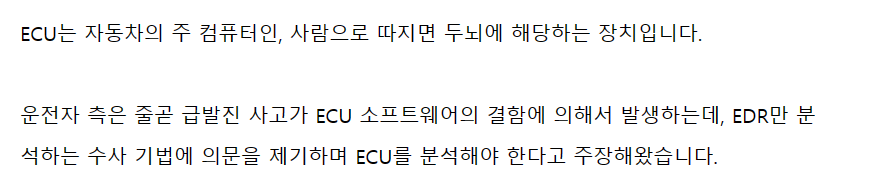 ECU는 자동차의 주 컴퓨터인, 사람으로 따지면 두뇌에 해당하는 장치입니다.
운전자 측은 줄곧 급발진 사고가 ECU 소프트웨어의 결함에 의해서 발생하는데, EDR만 분
석하는 수사 기법에 의문을 제기하며 ECU를 분석해야 한다고 주장해왔습니다.